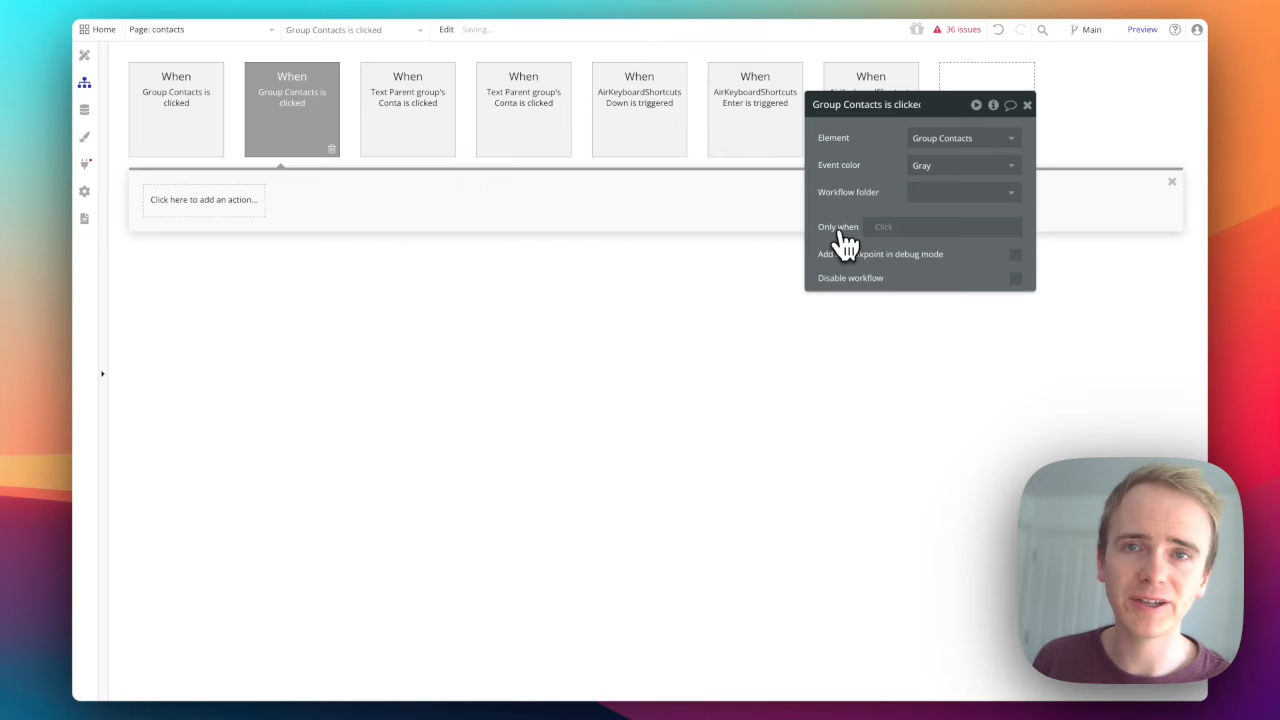 Home
Page: contacts
Group Contacts is clicked
Edit
Saving...
36 issues
Main
Preview
When
Group Contacts is
clicked
When
Group Contacts is
clicked
When
Text Parent group's
Conta is clicked
When
Text Parent group's
Conta is clicked
When
AirKeyboardShortcuts
Down is triggered
When
AirKeyboardShortcuts
Enter is triggered
When
Click here to add an action...
Group Contacts is clicked
Element
Group Contacts
Event color
Gray
Workflow folder
Only when
Click
Add
point in debug mode
Disable workflow